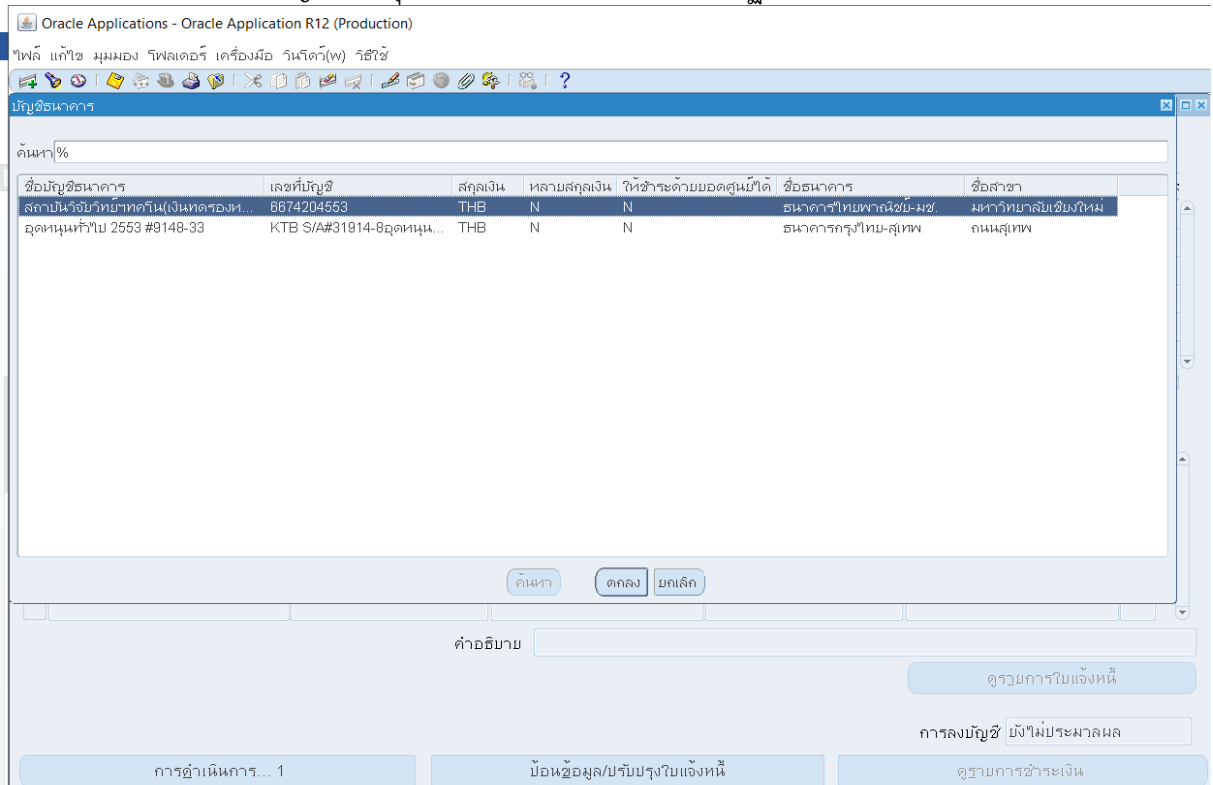 Oracle Applications - Oracle Application R12 (Production)
ไฟล์ แก้ไข มุมมอง โฟลเดอร์ เครื่องมือ วินโดว์(w) วิธีใช้
บัญชีธนาคาร
ค้นหา %
ชื่อบัญชีธนาคาร เลขที่บัญชี สกุลเงิน หลายสกุลเงิน ให้ชำระด้วยยอดศูนย์ได้ ชื่อธนาคาร ชื่อสาขา
สถาบันวิจัยวิทย์ฯเทคโน(เงินทดรองห... 6674204553 THB N N ธนาคารไทยพาณิชย์-มช. มหาวิทยาลัยเชียงใหม่
อุดหนุนทั่วไป 2553 #9148-33 KTB S/A#31914-8อุดหนุน... THB N N ธนาคารกรุงไทย-สุเทพ ถนนสุเทพ
ค้นหา ตกลง ยกเลิก
คำอธิบาย
ดูรายการใบแจ้งหนี้
การลงบัญชี ยังไม่ประมวลผล
การดำเนินการ... 1 ป้อนข้อมูล/ปรับปรุงใบแจ้งหนี้ ดูรายการชำระเงิน